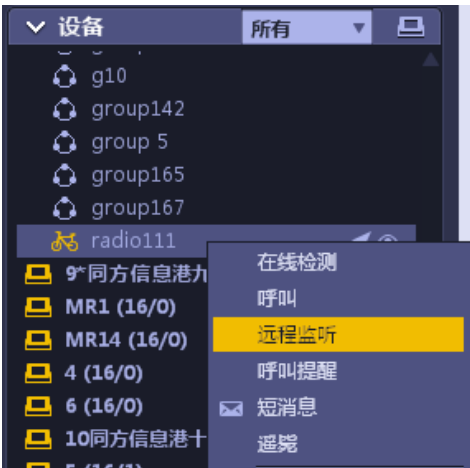 设备
所有
g10
group142
group 5
group165
group167
radio111
9*同方信息港九
MR1 (16/0)
MR14 (16/0)
4 (16/0)
6 (16/0)
10同方信息港十
在线检测
呼叫
远程监听
呼叫提醒
短消息
遥毙